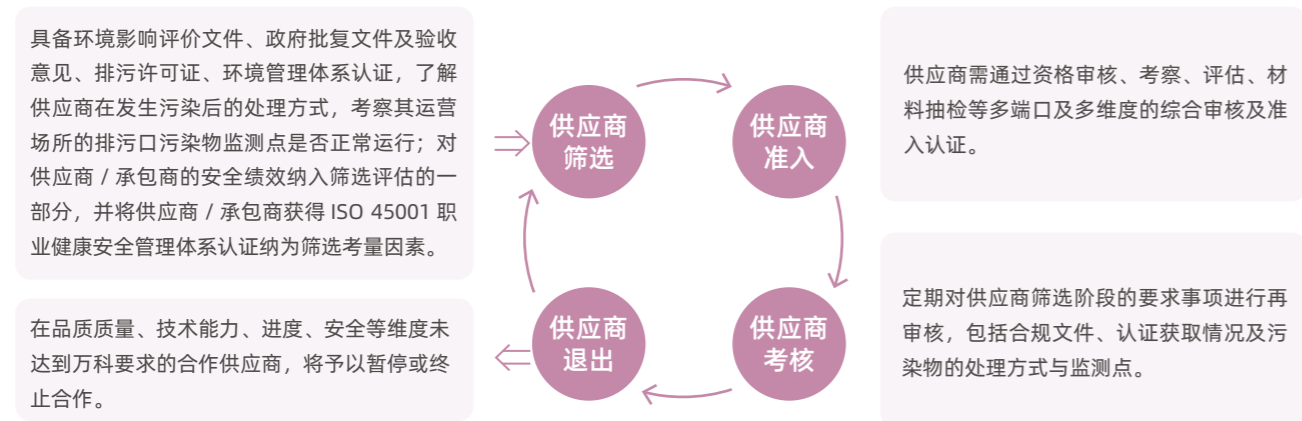 具备环境影响评价文件、政府批复文件及验收
意见、排污许可证、环境管理体系认证，了解
供应商在发生污染后的处理方式，考察其运营
场所的排污口污染物监测点是否正常运行；对
供应商 / 承包商的安全绩效纳入筛选评估的一
部分，并将供应商 / 承包商获得 ISO 45001 职
业健康安全管理体系认证纳为筛选考量因素。
供应商
筛选
供应商
准入
供应商需通过资格审核、考察、评估、材
料抽检等多端口及多维度的综合审核及准
入认证。
在品质质量、技术能力、进度、安全等维度未
达到万科要求的合作供应商，将予以暂停或终
止合作。
供应商
退出
供应商
考核
定期对供应商筛选阶段的要求事项进行再
审核，包括合规文件、认证获取情况及污
染物的处理方式与监测点。